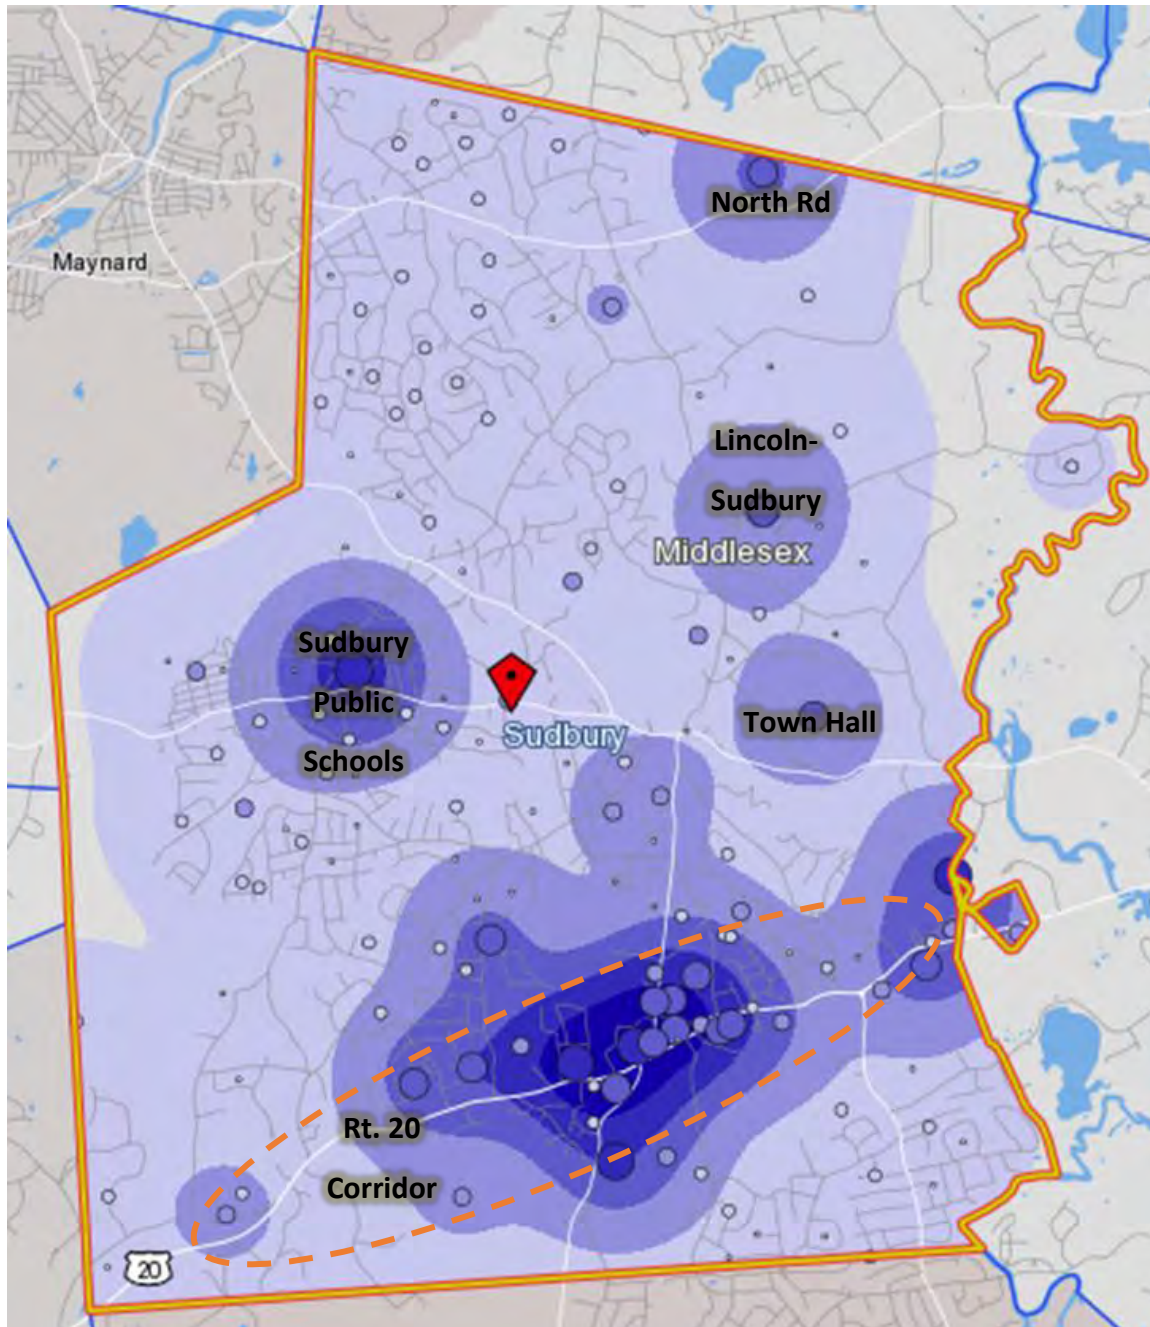 North Rd
Maynard
Lincoln-
Sudbury
Middlesex
Sudbury
Public
Schools
Sudbury
Town Hall
Rt. 20
Corridor
20